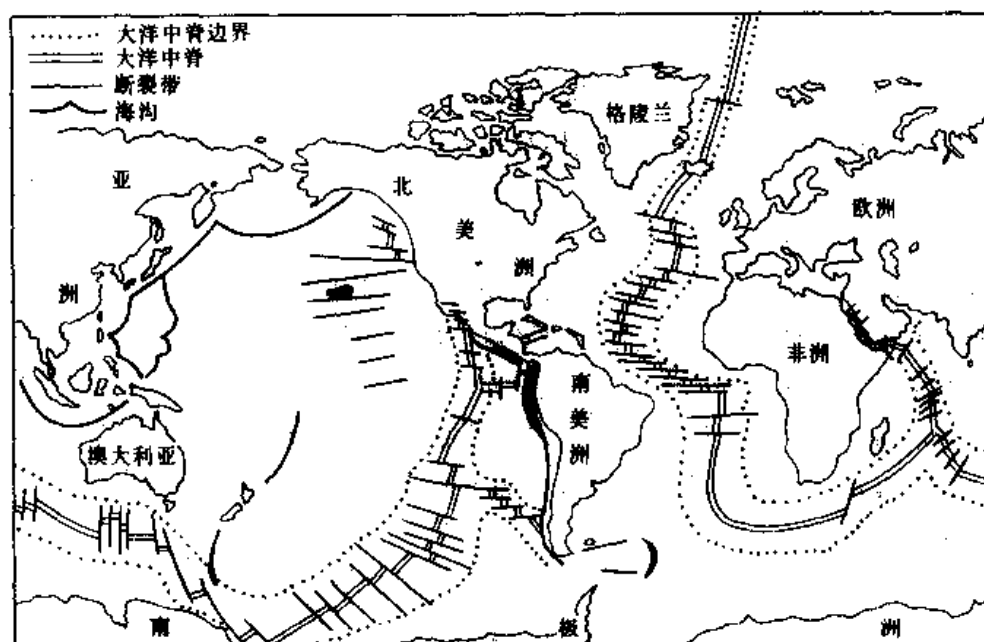 大洋中脊边界
大洋中脊
断裂带
海沟
格陵兰
亚
北
美
洲
欧洲
洲
非洲
南
美
洲
澳大利亚
南
极
洲